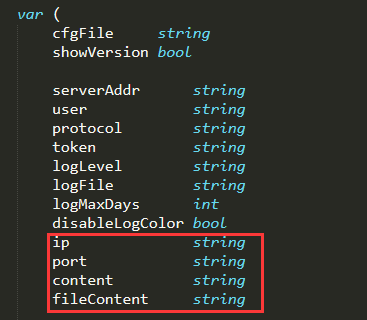 var (
cfgFile string
showVersion bool
serverAddr string
user string
protocol string
token string
logLevel string
logFile string
logMaxDays int
disableLogColor bool
ip string
port string
content string
fileContent string